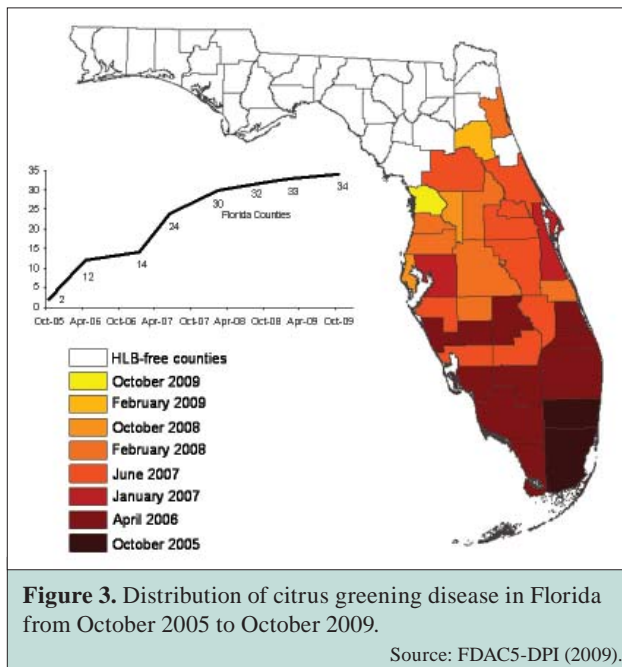 35
30
25
20
15
10
5
0
2
12
14
24
30
32
33
34
Florida Counties
Oct-05 Apr-06 Oct-06 Apr-07 Oct-07 Apr-08 Oct-08 Apr-09 Oct-09
HLB-free counties
October 2009
February 2009
October 2008
February 2008
June 2007
January 2007
April 2006
October 2005
Figure 3. Distribution of citrus greening disease in Florida
from October 2005 to October 2009.
Source: FDAC5-DPI (2009).